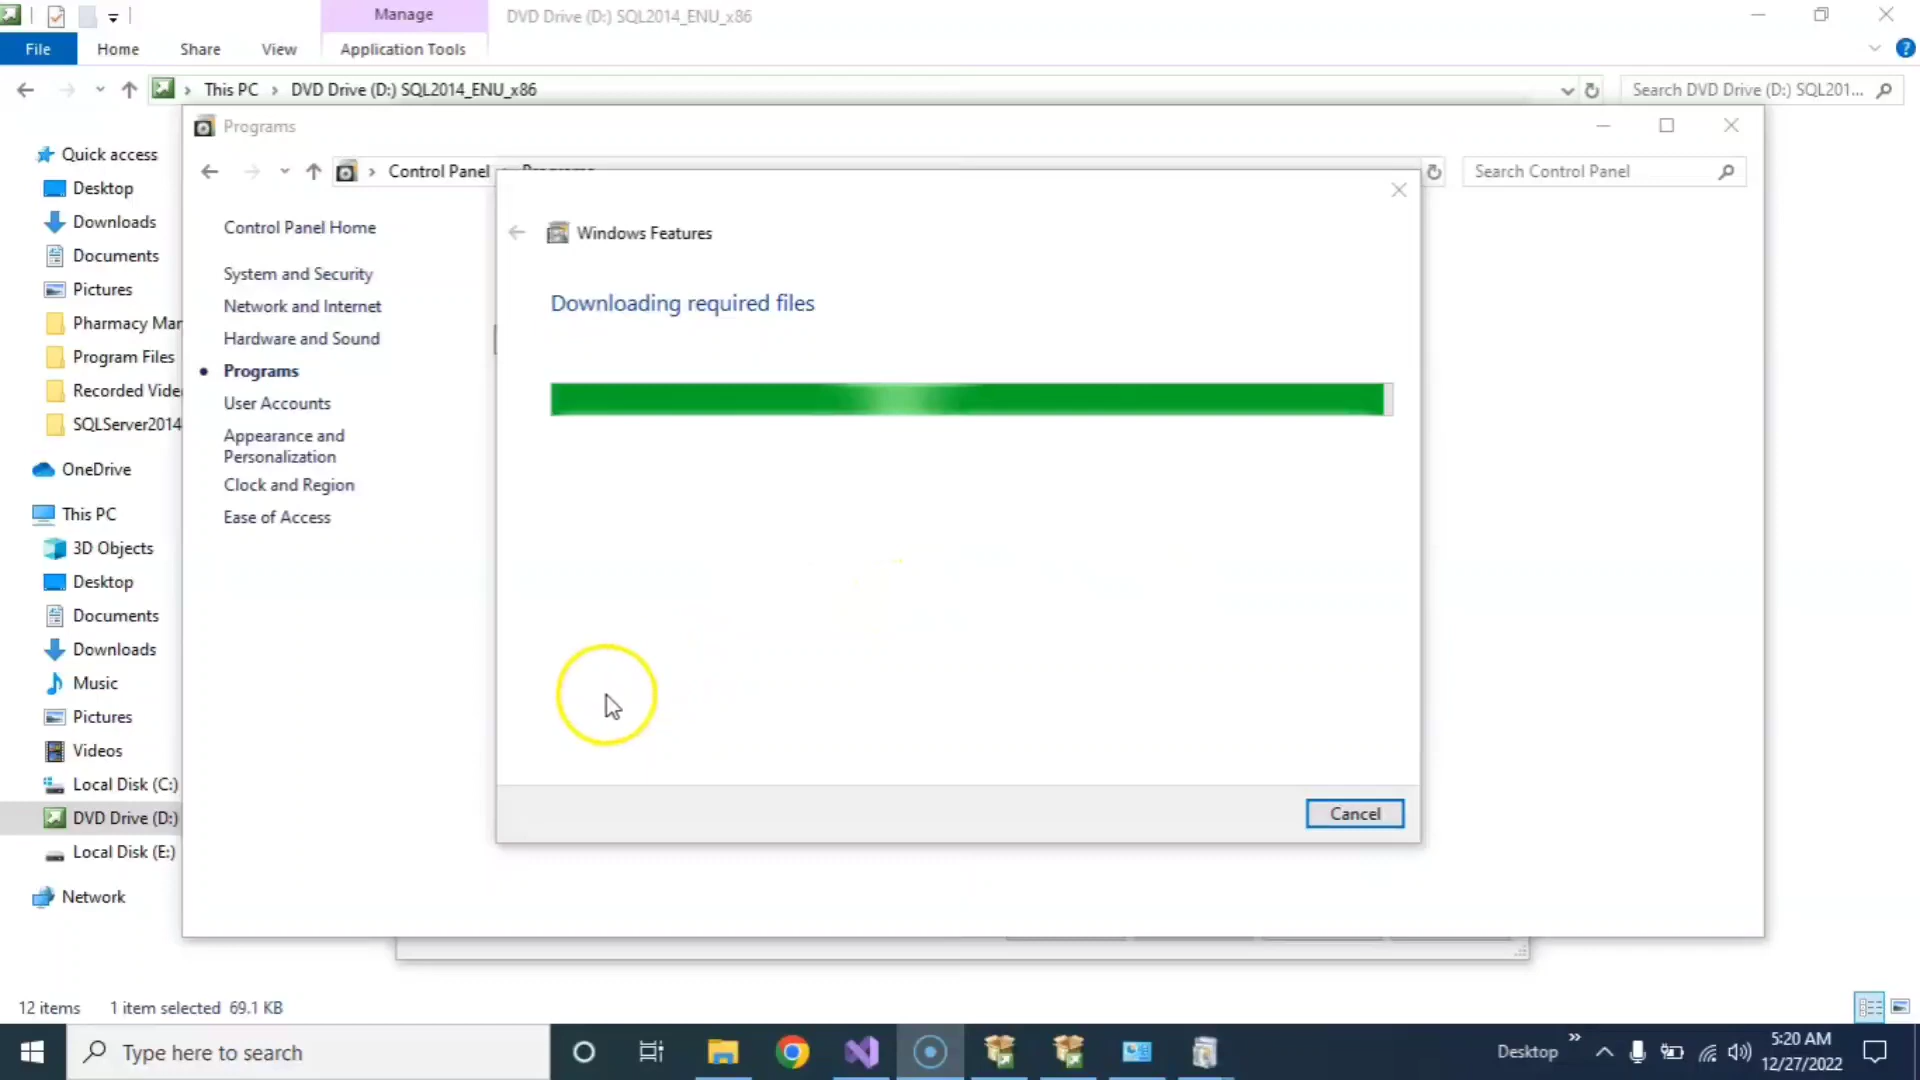 Manage
DVD Drive (D:) SQL2014_ENU_x86
File
Home
Share
View
Application Tools
This PC
DVD Drive (D:) SQL2014_ENU_x86
Search DVD Drive (D:) SQL201...
Programs
Control Panel
Search Control Panel
Quick access
Desktop
Downloads
Documents
Pictures
Pharmacy Mar
Program Files
Recorded Vide
SQLServer2014
OneDrive
This PC
3D Objects
Desktop
Documents
Downloads
Music
Pictures
Videos
Local Disk (C:)
DVD Drive (D:)
Local Disk (E:)
Network
Control Panel Home
System and Security
Network and Internet
Hardware and Sound
Programs
User Accounts
Appearance and
Personalization
Clock and Region
Ease of Access
Windows Features
Downloading required files
Cancel
12 items
1 item selected 69.1 KB
Type here to search
Desktop
5:20 AM
12/27/2022